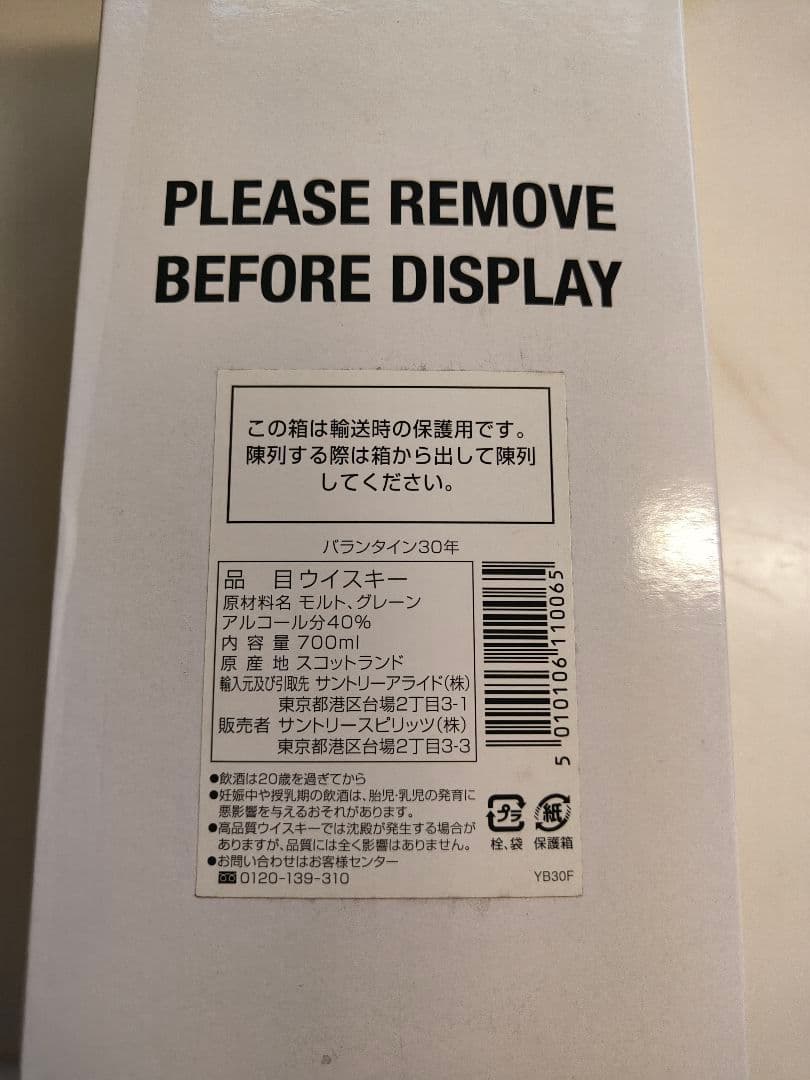 PLEASE REMOVE
BEFORE DISPLAY
この箱は輸送時の保護用です。
陳列する際は箱から出して陳列
してください。
バランタイン30年
品 目 ウイスキー
原材料名 モルト、グレーン
アルコール分40%
内容量 700ml
原産地 スコットランド
輸入元及び引取先 サントリーアライド(株)
東京都港区台場2丁目3-1
販売者 サントリースピリッツ(株)
東京都港区台場2丁目3-3
5 010106 110065
●飲酒は20歳を過ぎてから
●妊娠中や授乳期の飲酒は、胎児・乳児の発育に
悪影響を与えるおそれがあります。
●高品質ウイスキーでは沈殿が発生する場合が
ありますが、品質には全く影響はありません。
●お問い合わせはお客様センター
0120-139-310
プラ 紙
栓、袋 保護箱
YB30F